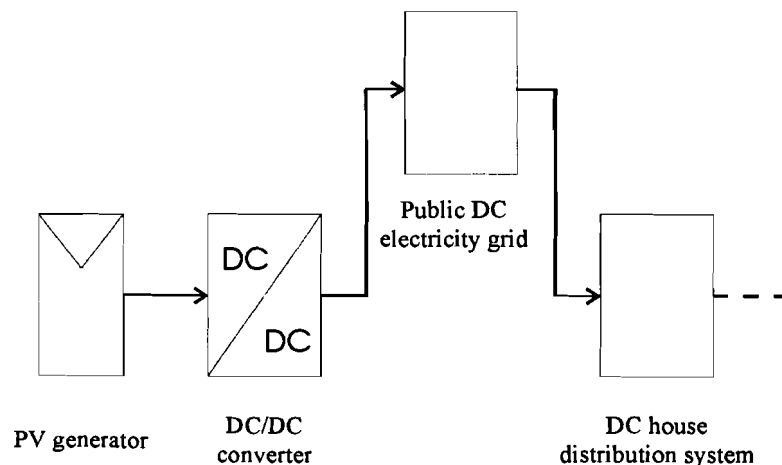 DC
DC
Public DC
electricity grid
PV generator
DC/DC
converter
DC house
distribution system